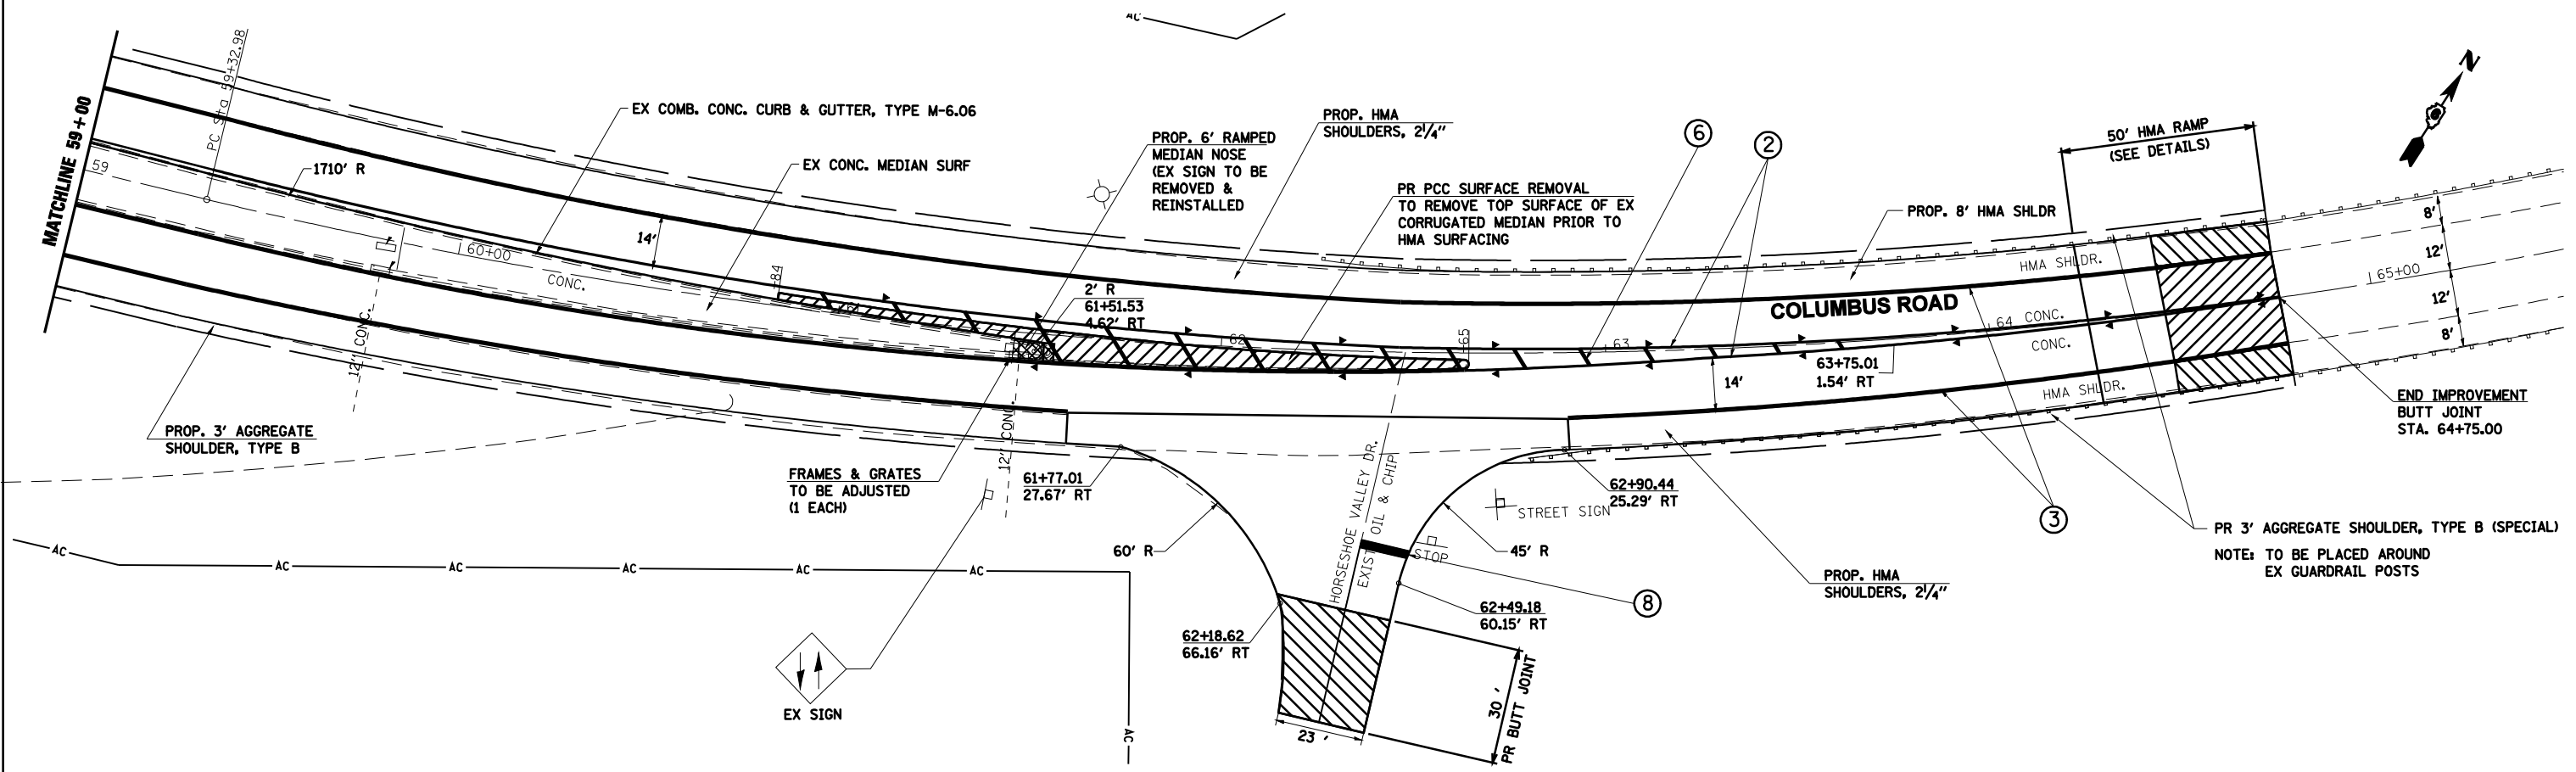 AC
MATCHLINE 59+00
PC Sta 59+32.98
59
1710' R
EX COMB. CONC. CURB & GUTTER, TYPE M-6.06
EX CONC. MEDIAN SURF
14'
60+00
CONC.
12" CONC.
PROP. 3' AGGREGATE
SHOULDER, TYPE B
+84
61
PROP. 6' RAMPED
MEDIAN NOSE
(EX SIGN TO BE
REMOVED &
REINSTALLED
2' R
61+51.53
4.62' RT
PROP. HMA
SHOULDERS, 2 1/4"
PR PCC SURFACE REMOVAL
TO REMOVE TOP SURFACE OF EX
CORRUGATED MEDIAN PRIOR TO
HMA SURFACING
62
+65
63
6
2
PROP. 8' HMA SHLDR
COLUMBUS ROAD
HMA SHLDR.
64
CONC.
CONC.
HMA SHLDR.
50' HMA RAMP
(SEE DETAILS)
N
8'
12'
65+00
12'
8'
63+75.01
1.54' RT
14'
END IMPROVEMENT
BUTT JOINT
STA. 64+75.00
FRAMES & GRATES
TO BE ADJUSTED
(1 EACH)
12" CONC.
61+77.01
27.67' RT
62+90.44
25.29' RT
HORSESHOE VALLEY DR.
EXIST OIL & CHIP
STREET SIGN
STOP
60' R
45' R
3
PR 3' AGGREGATE SHOULDER, TYPE B (SPECIAL)
NOTE: TO BE PLACED AROUND
EX GUARDRAIL POSTS
PROP. HMA
SHOULDERS, 2 1/4"
8
62+49.18
60.15' RT
62+18.62
66.16' RT
AC
AC
AC
AC
AC
AC
AC
EX SIGN
23 '
30 '
PR BUTT JOINT